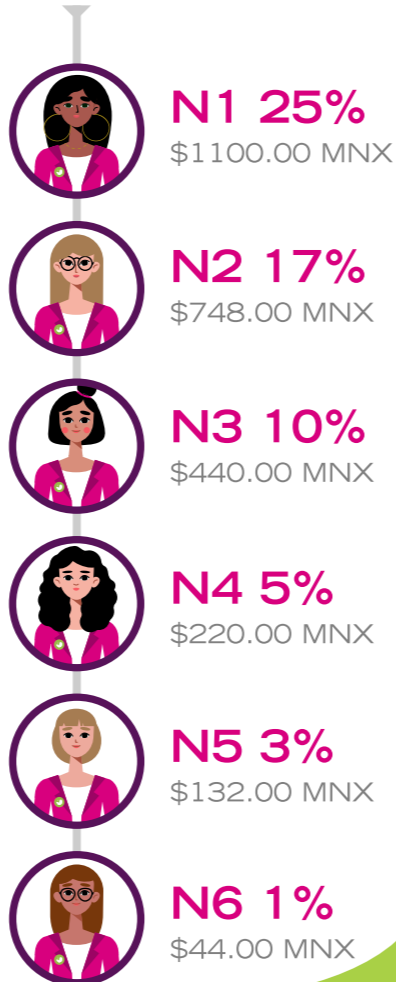 N1 25%
$1100.00 MNX
N2 17%
$748.00 MNX
N3 10%
$440.00 MNX
N4 5%
$220.00 MNX
N5 3%
$132.00 MNX
N6 1%
$44.00 MNX